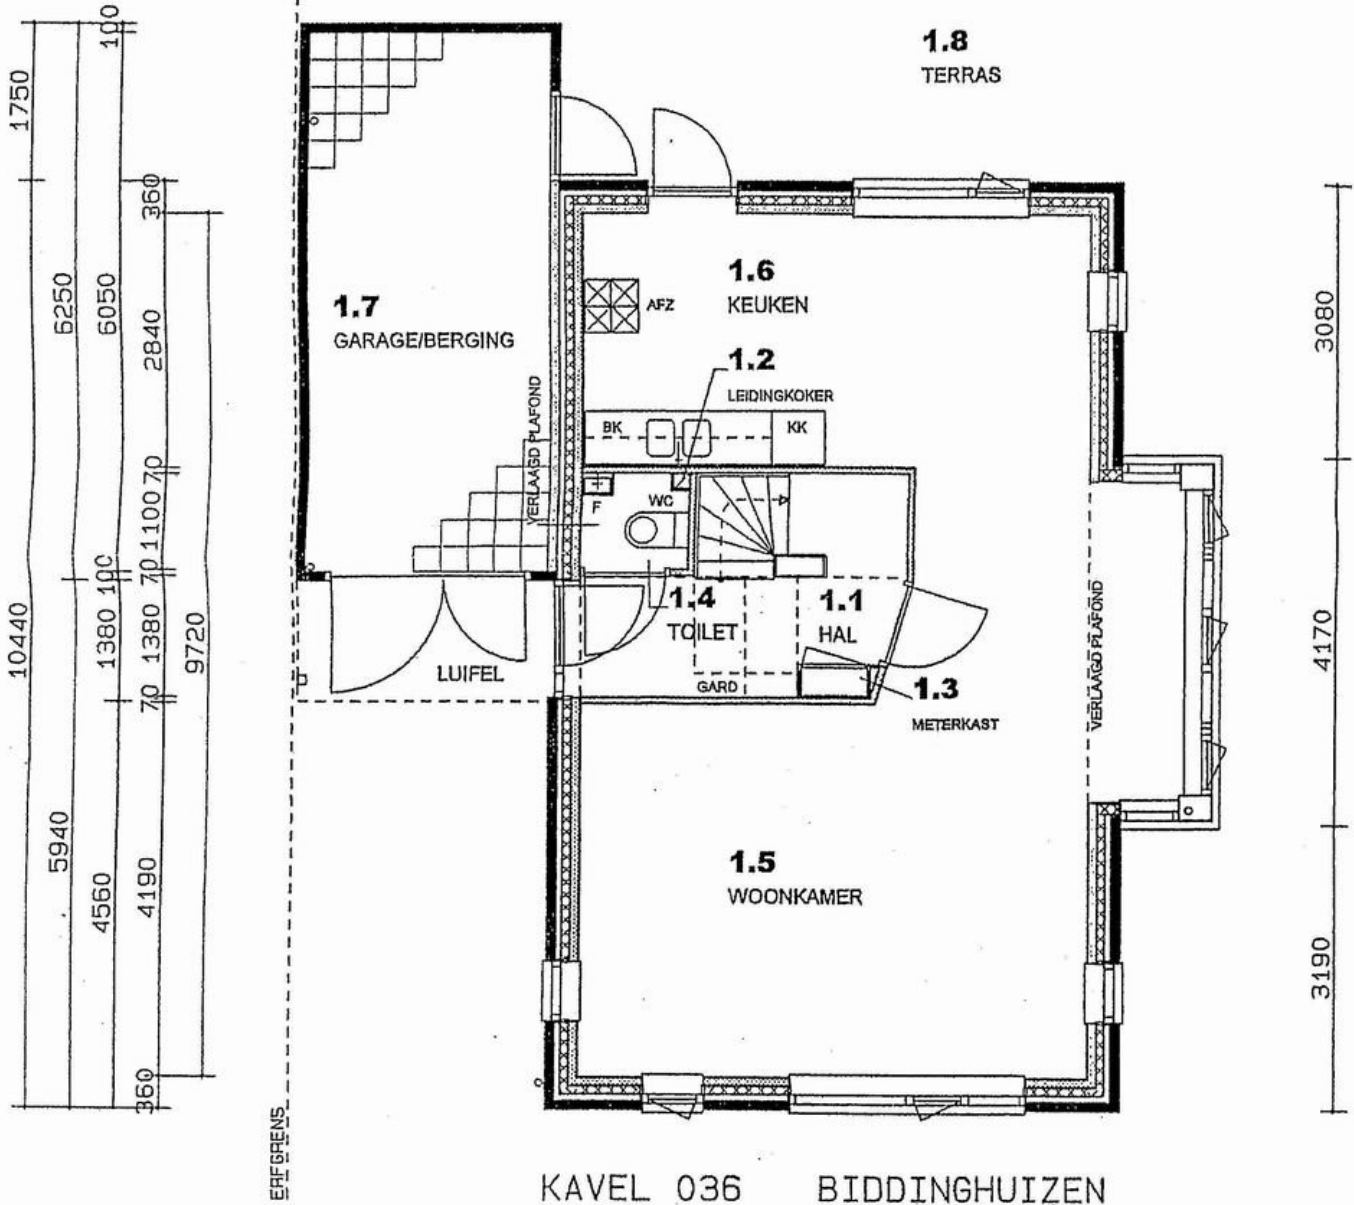 1.8
TERRAS
1.7
GARAGE/BERGING
1.6
KEUKEN
AFZ
1.2
LEIDINGKOKER
BK
KK
VERLAAGD PLAFOND
F
WC
1.4
TOILET
1.1
HAL
LUIFEL
GARD
1.3
METERKAST
VERLAAGD PLAFOND
1.5
WOONKAMER
ERFGRENS
1750
10440
6250
5940
100
6050
100
1380
4560
360
2840
70
1100
70
1380
70
4190
360
9720
3080
4170
3190
KAVEL 036 BIDDINGHUIZEN